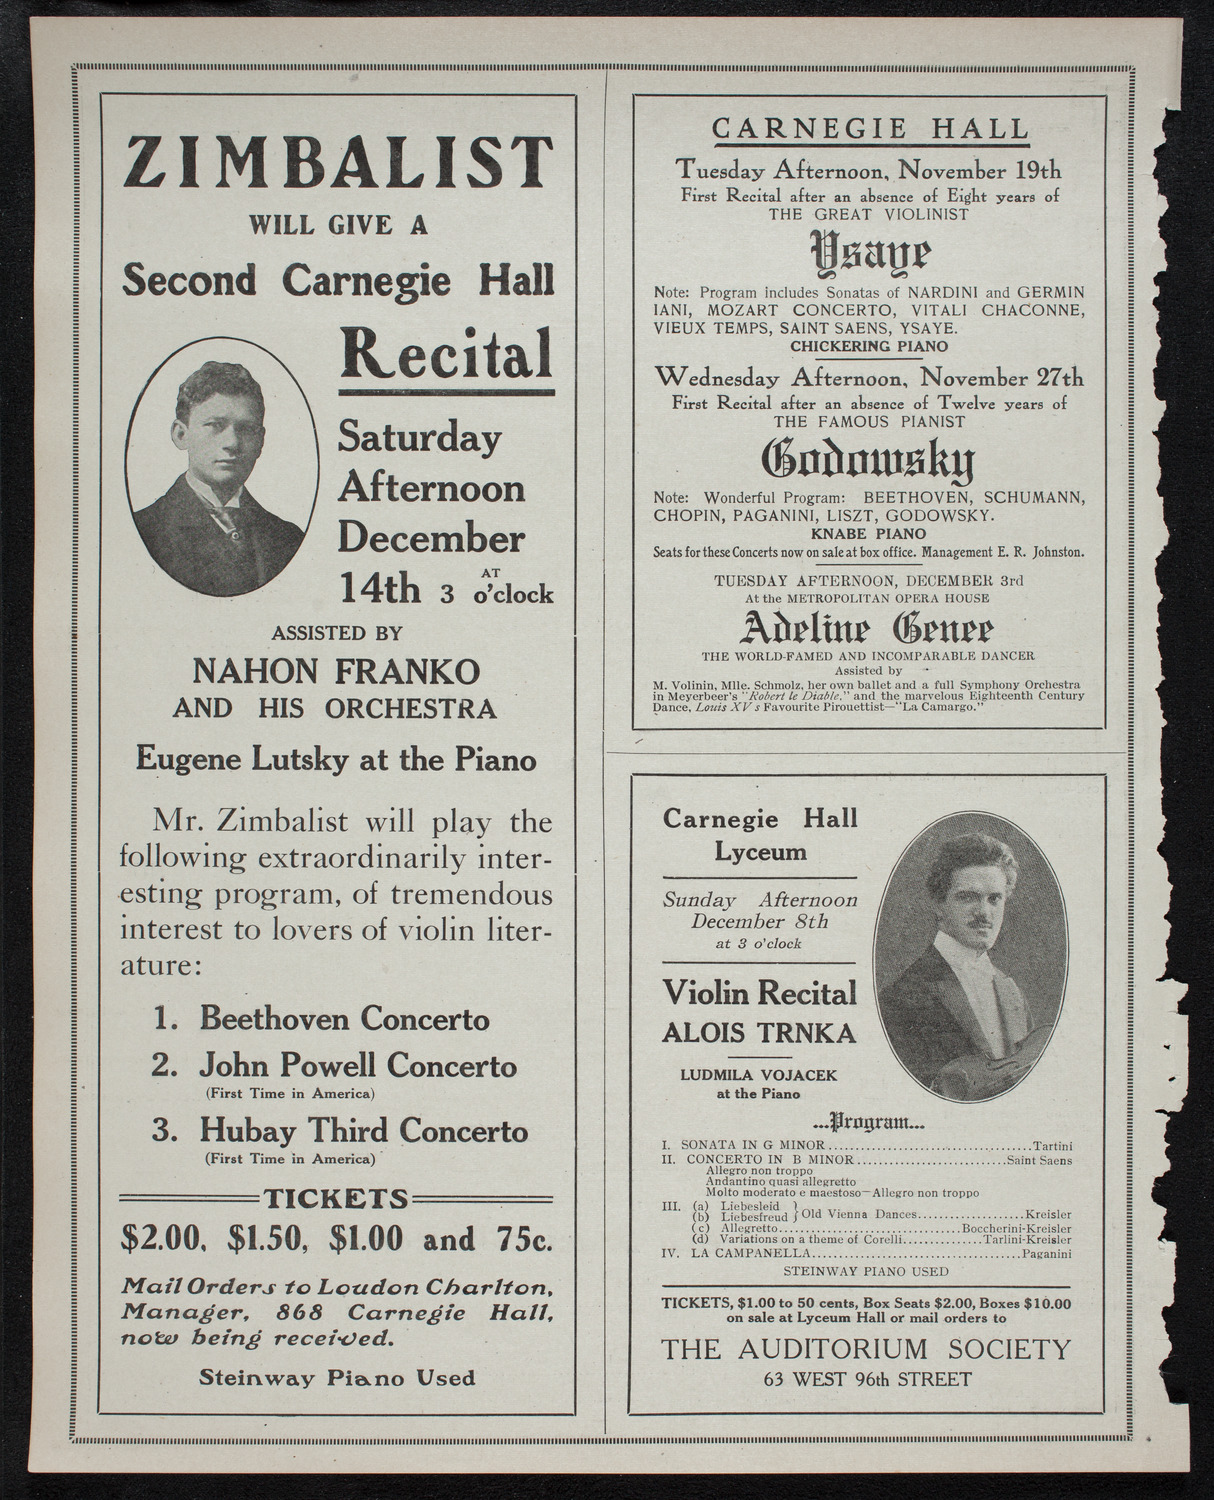 ZIMBALIST
WILL GIVE A
Second Carnegie Hall
Recital
Saturday
Afternoon
December
14th 3 AT o'clock
ASSISTED BY
NAHON FRANKO
AND HIS ORCHESTRA
Eugene Lutsky at the Piano
Mr. Zimbalist will play the
following extraordinarily inter-
esting program, of tremendous
interest to lovers of violin liter-
ature:
1. Beethoven Concerto
2. John Powell Concerto
(First Time in America)
3. Hubay Third Concerto
(First Time in America)
TICKETS
$2.00, $1.50, $1.00 and 75c.
Mail Orders to Loudon Charlton,
Manager, 868 Carnegie Hall,
now being received.
Steinway Piano Used
CARNEGIE HALL
Tuesday Afternoon, November 19th
First Recital after an absence of Eight years of
THE GREAT VIOLINIST
Ysaye
Note: Program includes Sonatas of NARDINI and GERMIN
IANI, MOZART CONCERTO, VITALI CHACONNE,
VIEUX TEMPS, SAINT SAENS, YSAYE.
CHICKERING PIANO
Wednesday Afternoon, November 27th
First Recital after an absence of Twelve years of
THE FAMOUS PIANIST
Godowsky
Note: Wonderful Program: BEETHOVEN, SCHUMANN,
CHOPIN, PAGANINI, LISZT, GODOWSKY.
KNABE PIANO
Seats for these Concerts now on sale at box office. Management E. R. Johnston.
TUESDAY AFTERNOON, DECEMBER 3rd
At the METROPOLITAN OPERA HOUSE
Adeline Genee
THE WORLD-FAMED AND INCOMPARABLE DANCER
Assisted by
M. Volinin, Mlle. Schmolz, her own ballet and a full Symphony Orchestra
in Meyerbeer's "Robert le Diable," and the marvelous Eighteenth Century
Dance, Louis XV s Favourite Pirouettist—"La Camargo."
Carnegie Hall
Lyceum
Sunday Afternoon
December 8th
at 3 o'clock
Violin Recital
ALOIS TRNKA
LUDMILA VOJACEK
at the Piano
...Program...
I. SONATA IN G MINOR....................................Tartini
II. CONCERTO IN B MINOR..........................Saint Saens
Allegro non troppo
Andantino quasi allegretto
Molto moderato e maestoso—Allegro non troppo
III. (a) Liebesleid
(b) Liebesfreud } Old Vienna Dances...................Kreisler
(c) Allegretto................................Boccherini-Kreisler
(d) Variations on a theme of Corelli..............Tarlini-Kreisler
IV. LA CAMPANELLA.....................................Paganini
STEINWAY PIANO USED
TICKETS, $1.00 to 50 cents, Box Seats $2.00, Boxes $10.00
on sale at Lyceum Hall or mail orders to
THE AUDITORIUM SOCIETY
63 WEST 96th STREET